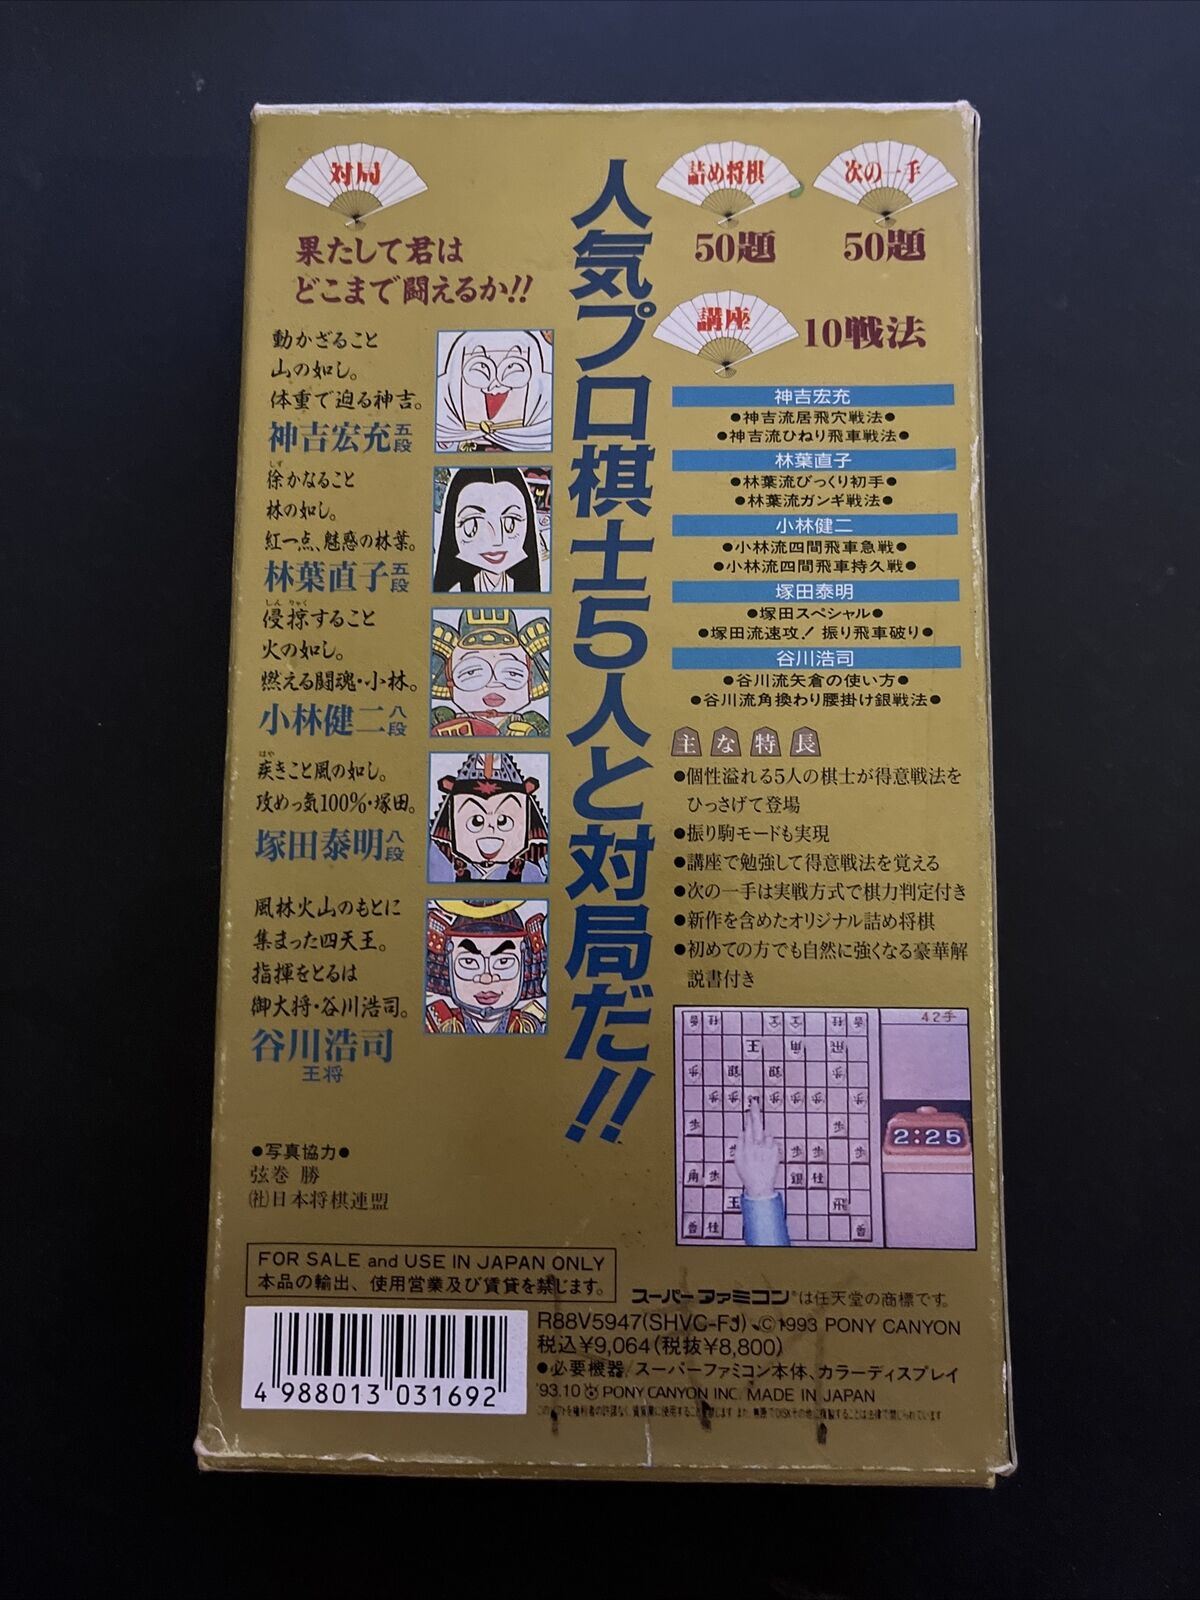 対局
果たして君は
どこまで闘えるか!!
動かざること
山の如し。
体重で迫る神吉。
神吉宏充五段
徐かなること
しず
林の如し。
紅一点、魅惑の林葉。
林葉直子五段
しんりゃく
侵掠すること
火の如し。
燃える闘魂・小林。
小林健二八段
はや
疾きこと風の如し。
攻めっ気100%・塚田。
塚田泰明八段
風林火山のもとに
集まった四天王。
指揮をとるは
御大将・谷川浩司。
谷川浩司
王将
人気プロ棋士5人と対局だ!!
詰め将棋
50題
次の一手
50題
講座
10戦法
神吉宏充
●神吉流居飛穴戦法●
●神吉流ひねり飛車戦法●
林葉直子
●林葉流びっくり初手●
●林葉流ガンギ戦法●
小林健二
●小林流四間飛車急戦●
●小林流四間飛車持久戦●
塚田泰明
●塚田スペシャル●
●塚田流速攻! 振り飛車破り●
谷川浩司
●谷川流矢倉の使い方●
●谷川流角換わり腰掛け銀戦法●
主な特長
●個性溢れる5人の棋士が得意戦法を
ひっさげて登場
●振り駒モードも実現
●講座で勉強して得意戦法を覚える
●次の一手は実戦方式で棋力判定付き
●新作を含めたオリジナル詰め将棋
●初めての方でも自然に強くなる豪華解
説書付き
42手
2:25
●写真協力●
弦巻 勝
㈳日本将棋連盟
FOR SALE and USE IN JAPAN ONLY
本品の輸出、使用営業及び賃貸を禁じます。
スーパーファミコン®は任天堂の商標です。
R88V5947(SHVC-FJ) ©1993 PONY CANYON
税込¥9,064(税抜¥8,800)
●必要機器/スーパーファミコン本体、カラーディスプレイ
'93.10 PONY CANYON INC. MADE IN JAPAN
4 988013 031692